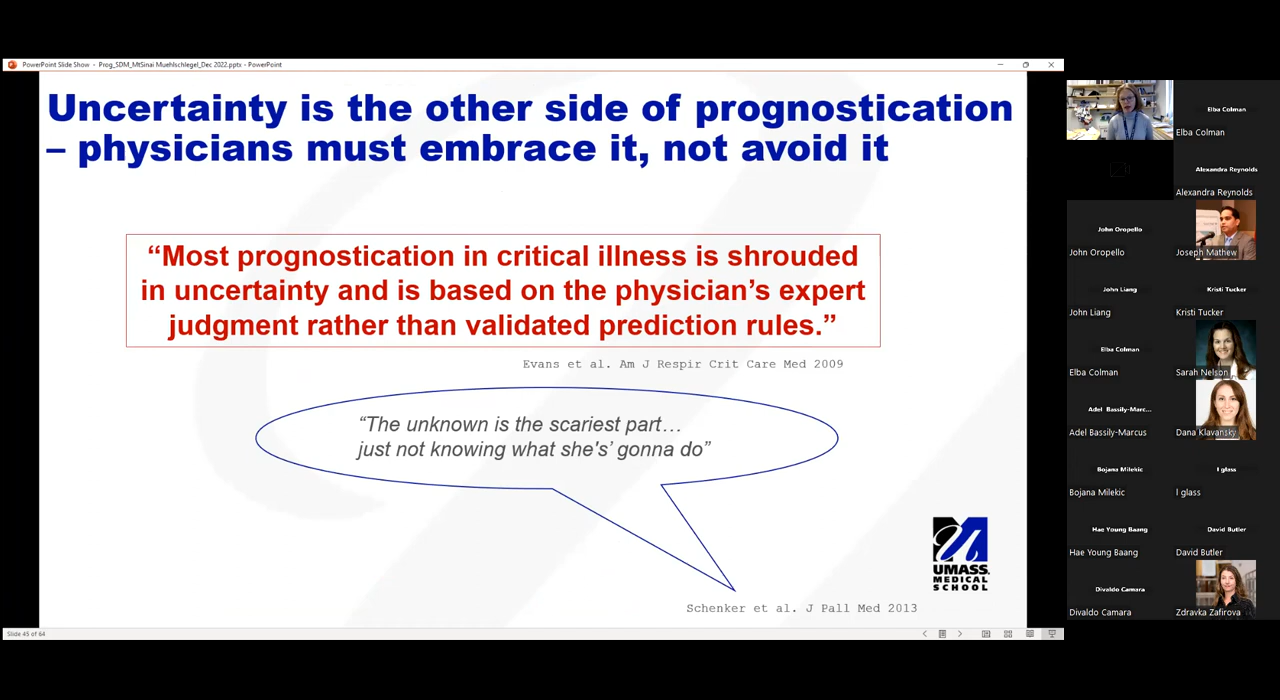 PowerPoint Slide Show - Prog_SDM_MtSinai Muehlschlegel_Dec 2022.pptx - PowerPoint
Uncertainty is the other side of prognostication
– physicians must embrace it, not avoid it
“Most prognostication in critical illness is shrouded
in uncertainty and is based on the physician’s expert
judgment rather than validated prediction rules.”
Evans et al. Am J Respir Crit Care Med 2009
“The unknown is the scariest part…
just not knowing what she's’ gonna do”
UMASS
MEDICAL
SCHOOL
Schenker et al. J Pall Med 2013
Slide 45 of 64
Elba Colman
Elba Colman
Alexandra Reynolds
Alexandra Reynolds
John Oropello
John Oropello
Joseph Mathew
John Liang
John Liang
Kristi Tucker
Kristi Tucker
Elba Colman
Elba Colman
Sarah Nelson
Adel Bassily-Marc...
Adel Bassily-Marcus
Dana Klavansky
Bojana Milekic
Bojana Milekic
l glass
l glass
Hae Young Baang
Hae Young Baang
David Butler
David Butler
Divaldo Camara
Divaldo Camara
Zdravka Zafirova